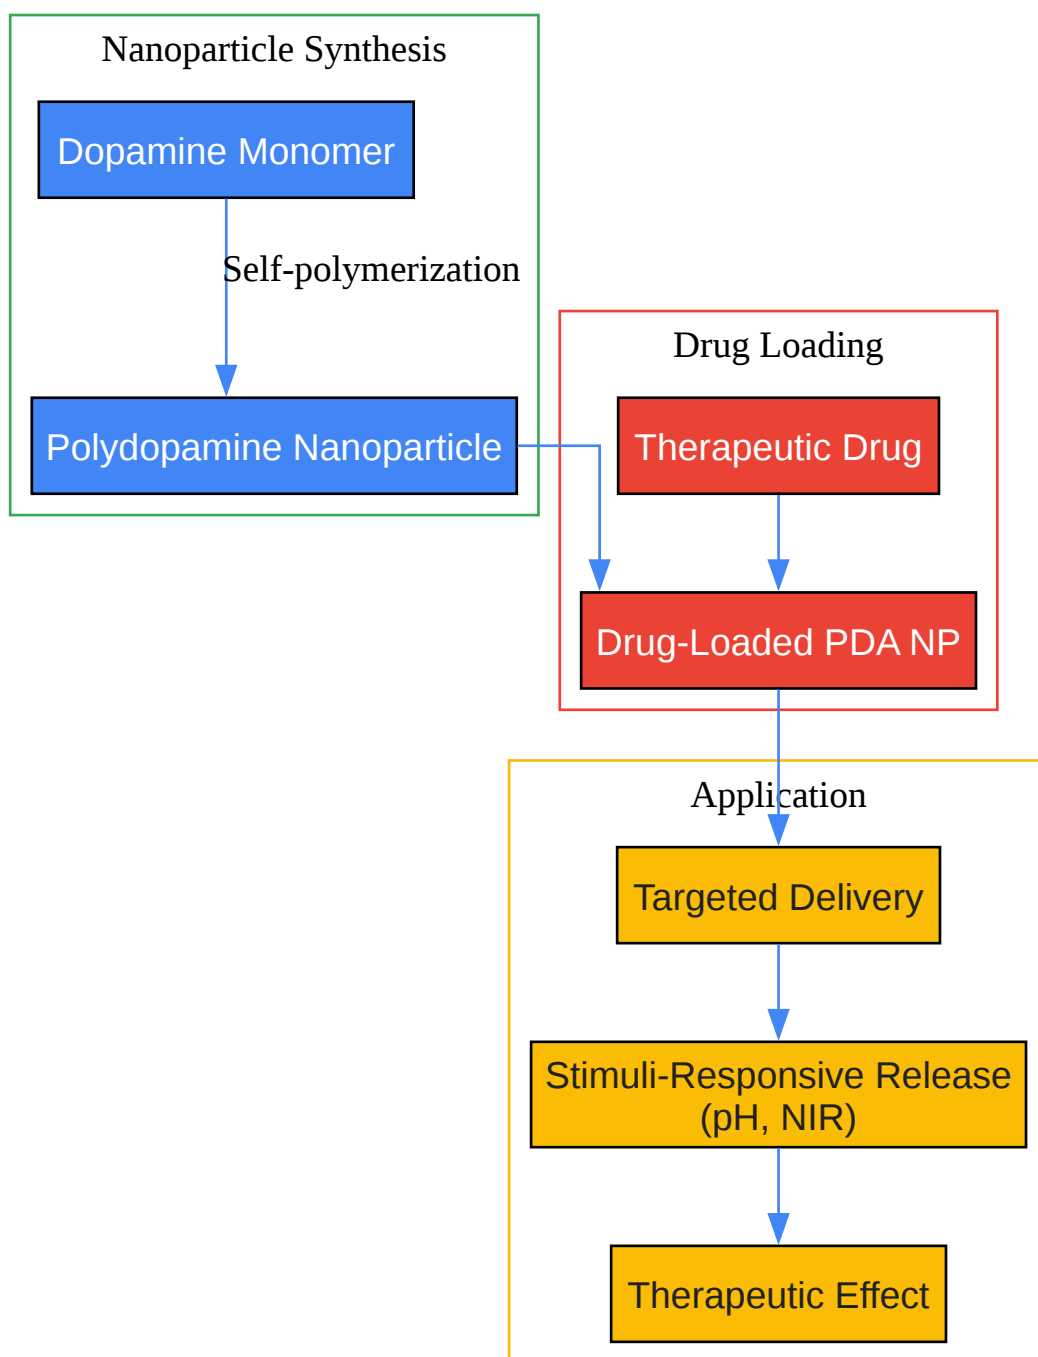 Nanoparticle Synthesis
Dopamine Monomer
Self-polymerization
Polydopamine Nanoparticle
Drug Loading
Therapeutic Drug
Drug-Loaded PDA NP
Application
Targeted Delivery
Stimuli-Responsive Release
(pH, NIR)
Therapeutic Effect